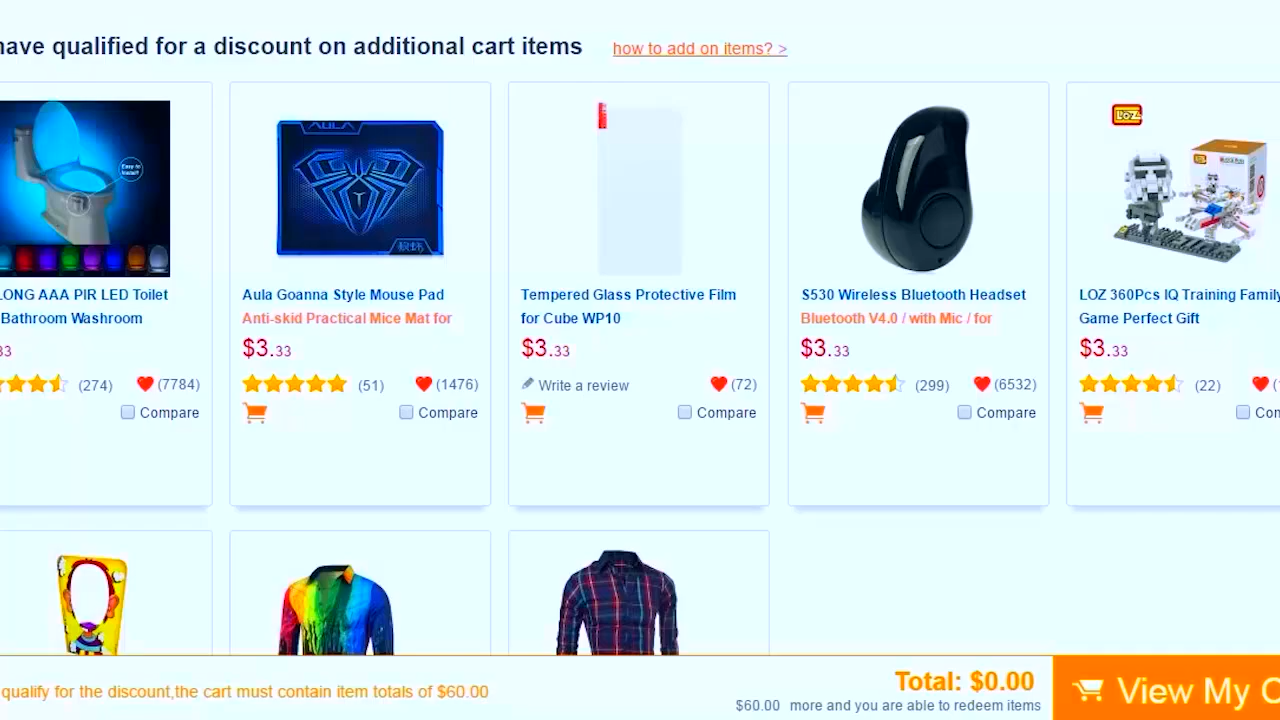 have qualified for a discount on additional cart items
how to add on items? >
Easy to Install!
AULA
LOZ
LONG AAA PIR LED Toilet
Bathroom Washroom
33
(274) (7784)
Compare
Aula Goanna Style Mouse Pad
Anti-skid Practical Mice Mat for
$3.33
(51) (1476)
Compare
Tempered Glass Protective Film
for Cube WP10
$3.33
Write a review (72)
Compare
S530 Wireless Bluetooth Headset
Bluetooth V4.0 / with Mic / for
$3.33
(299) (6532)
Compare
LOZ 360Pcs IQ Training Family
Game Perfect Gift
$3.33
(22)
qualify for the discount,the cart must contain item totals of $60.00
Total: $0.00
$60.00 more and you are able to redeem items
View My